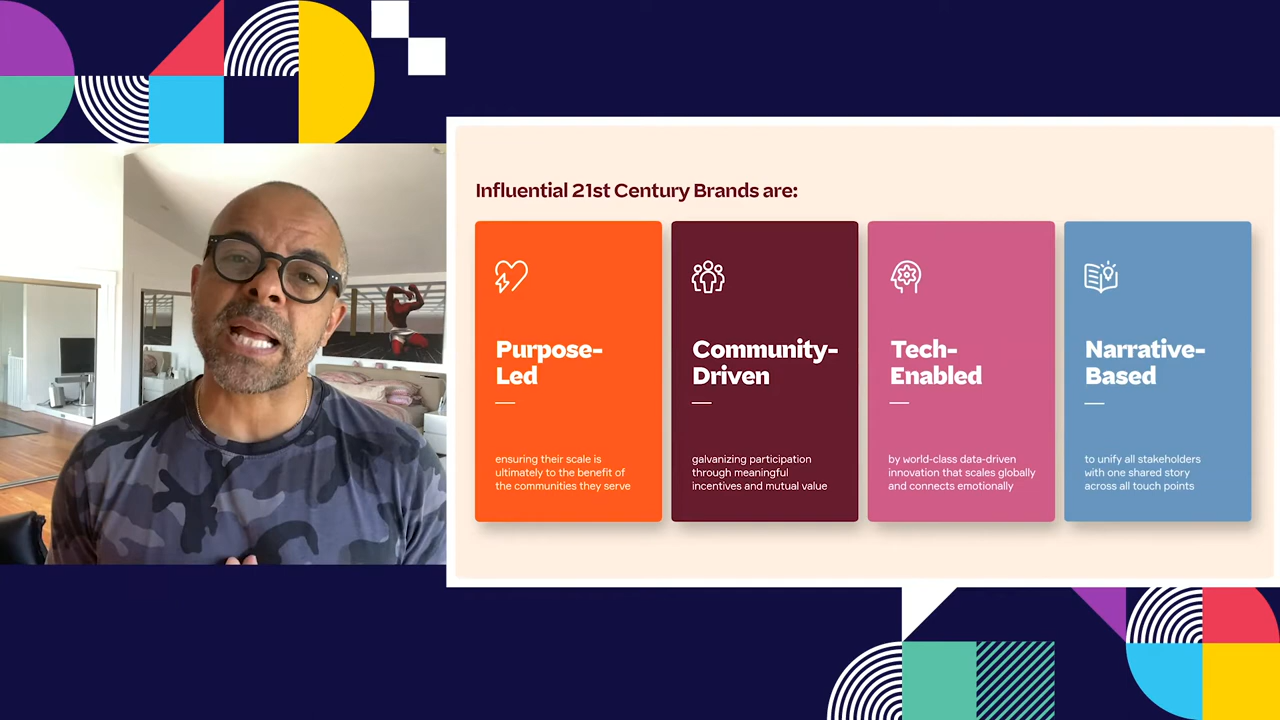 Influential 21st Century Brands are:
Purpose-
Led
ensuring their scale is
ultimately to the benefit of
the communities they serve
Community-
Driven
galvanizing participation
through meaningful
incentives and mutual value
Tech-
Enabled
by world-class data-driven
innovation that scales globally
and connects emotionally
Narrative-
Based
to unify all stakeholders
with one shared story
across all touch points